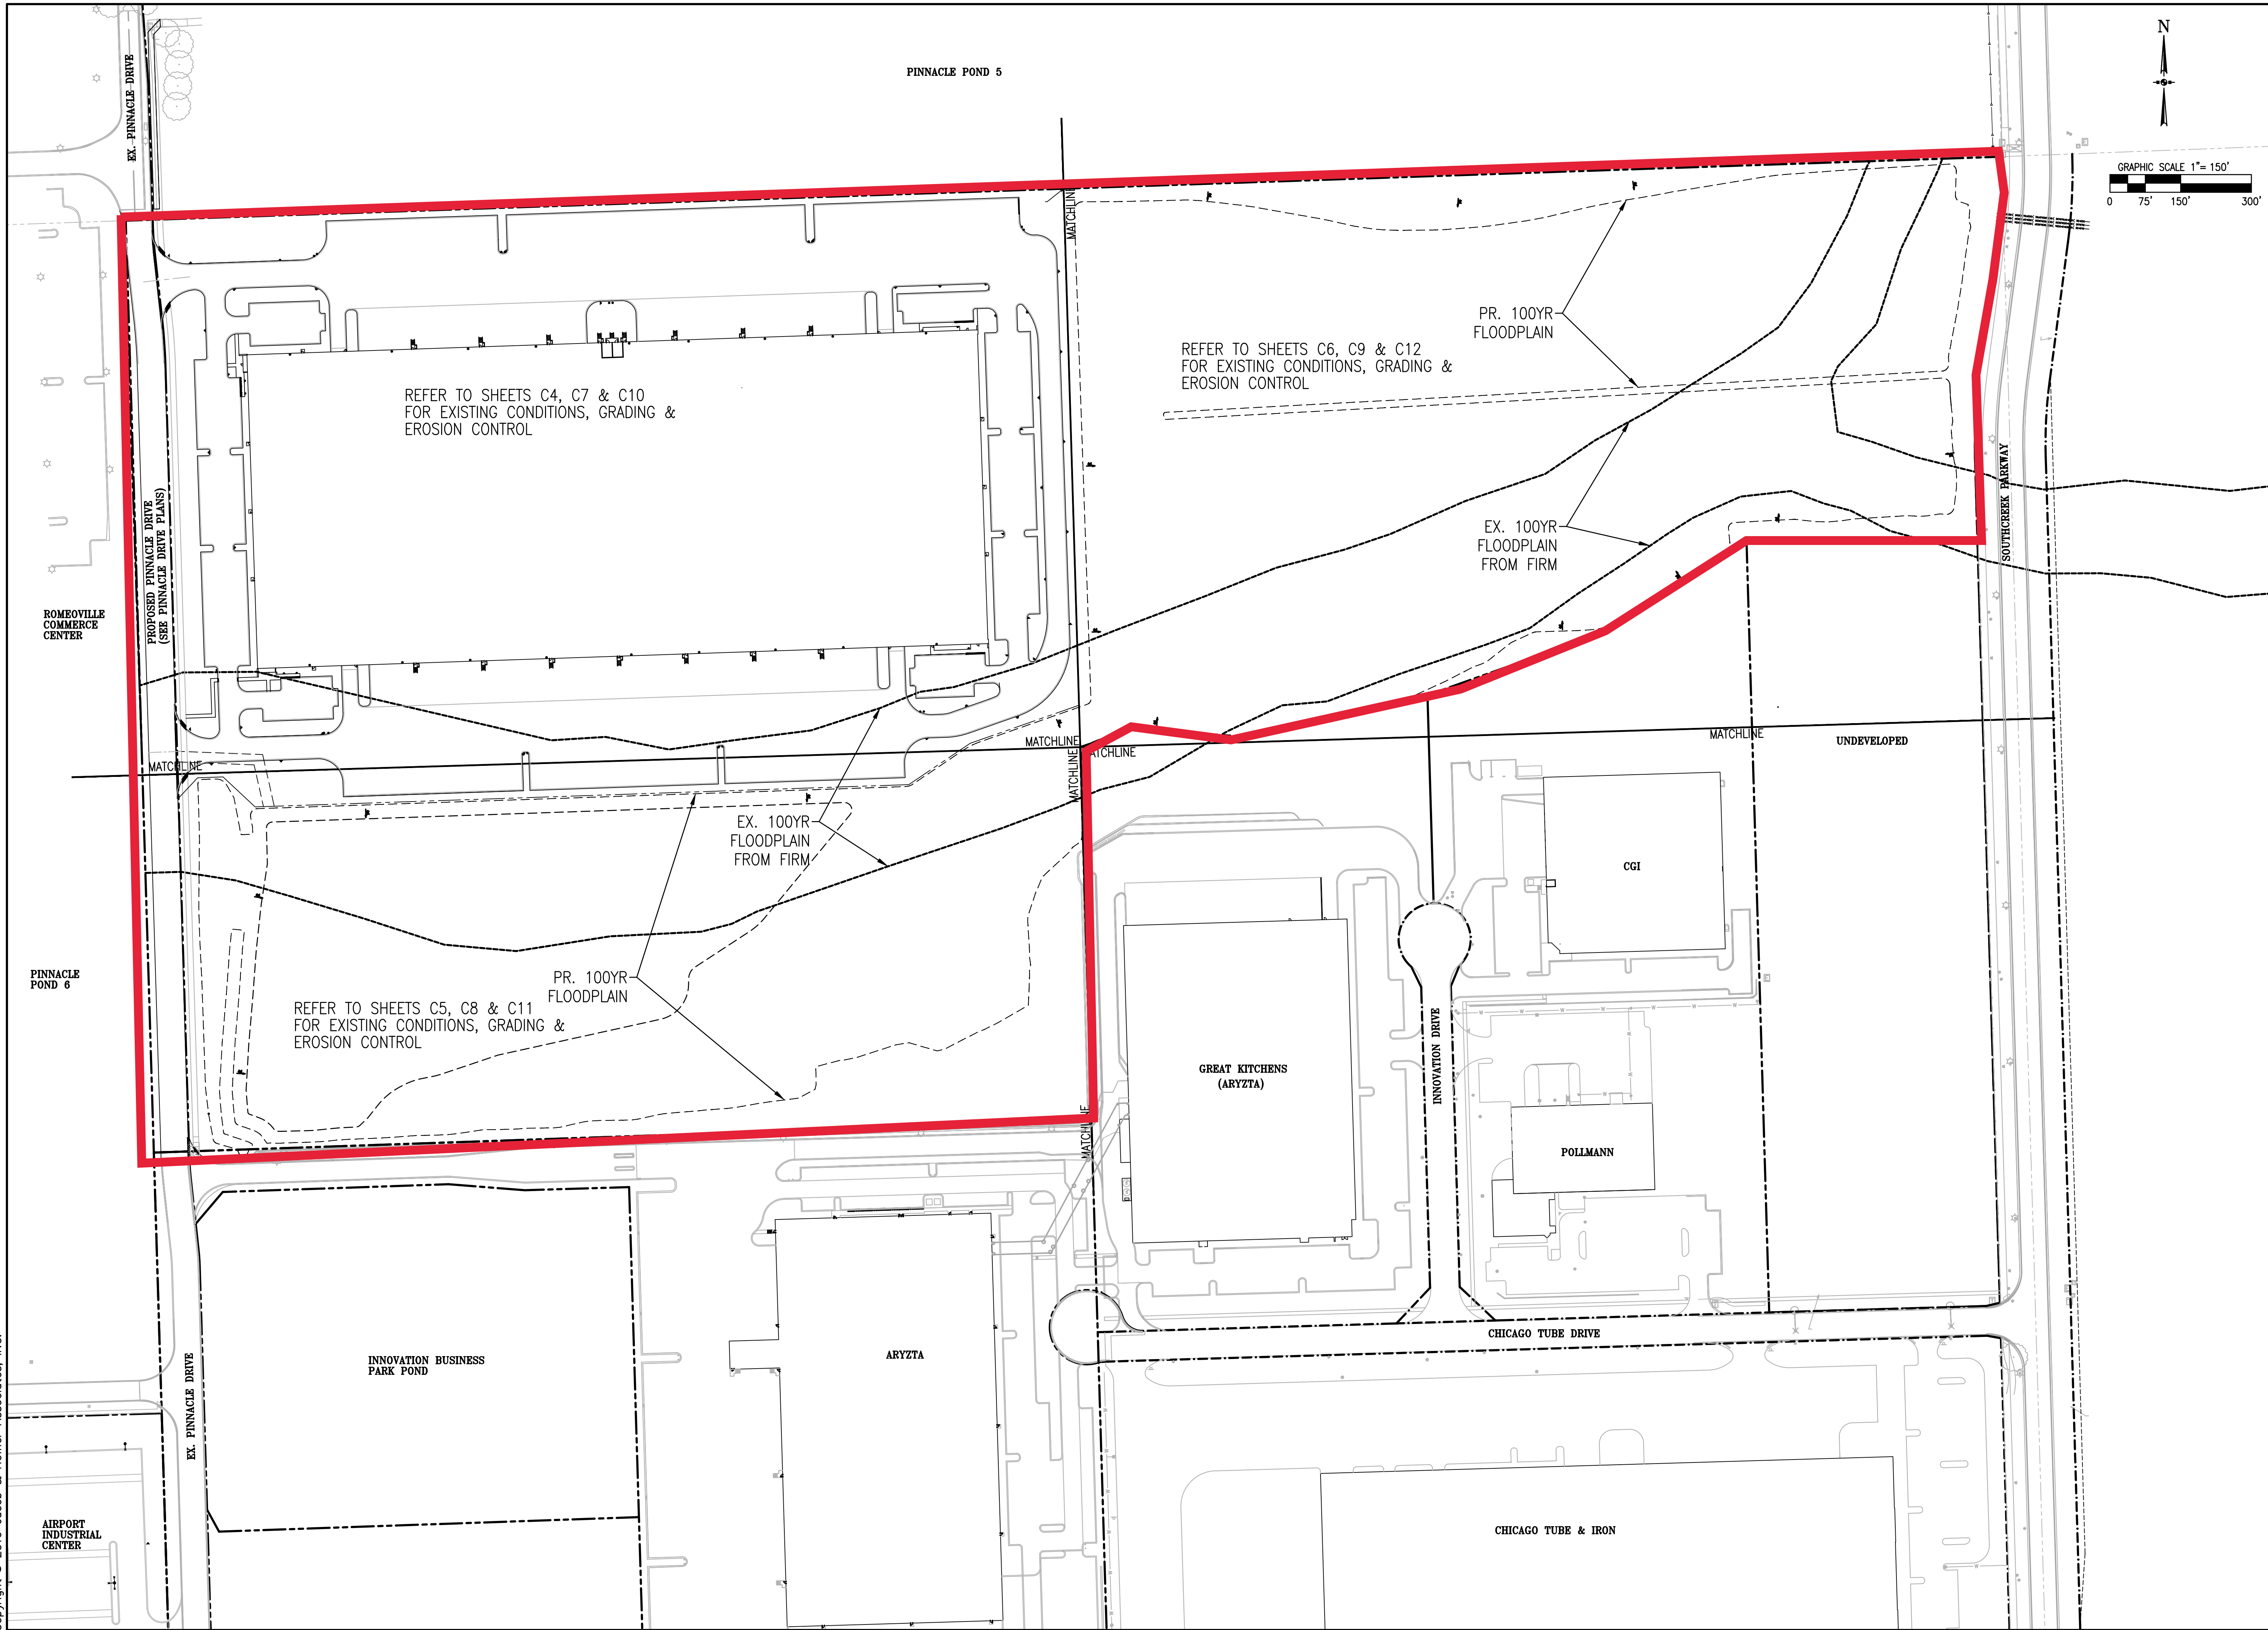 PINNACLE POND 5
N
GRAPHIC SCALE 1"= 150'
0 75' 150' 300'
EX. PINNACLE DRIVE
MATCHLINE
PR. 100YR
FLOODPLAIN
REFER TO SHEETS C6, C9 & C12
FOR EXISTING CONDITIONS, GRADING &
EROSION CONTROL
REFER TO SHEETS C4, C7 & C10
FOR EXISTING CONDITIONS, GRADING &
EROSION CONTROL
PROPOSED PINNACLE DRIVE
(SEE PINNACLE DRIVE PLANS)
SOUTHCREEK PARKWAY
EX. 100YR
FLOODPLAIN
FROM FIRM
ROMEOVILLE
COMMERCE
CENTER
MATCHLINE
MATCHLINE
UNDEVELOPED
MATCHLINE
ATCHLINE
MATCHLINE
EX. 100YR
FLOODPLAIN
FROM FIRM
CGI
PINNACLE
POND 6
PR. 100YR
FLOODPLAIN
REFER TO SHEETS C5, C8 & C11
FOR EXISTING CONDITIONS, GRADING &
EROSION CONTROL
GREAT KITCHENS
(ARYZTA)
INNOVATION DRIVE
MATCHLINE
POLLMANN
CHICAGO TUBE DRIVE
INNOVATION BUSINESS
PARK POND
ARYZTA
EX. PINNACLE DRIVE
AIRPORT
INDUSTRIAL
CENTER
CHICAGO TUBE & IRON